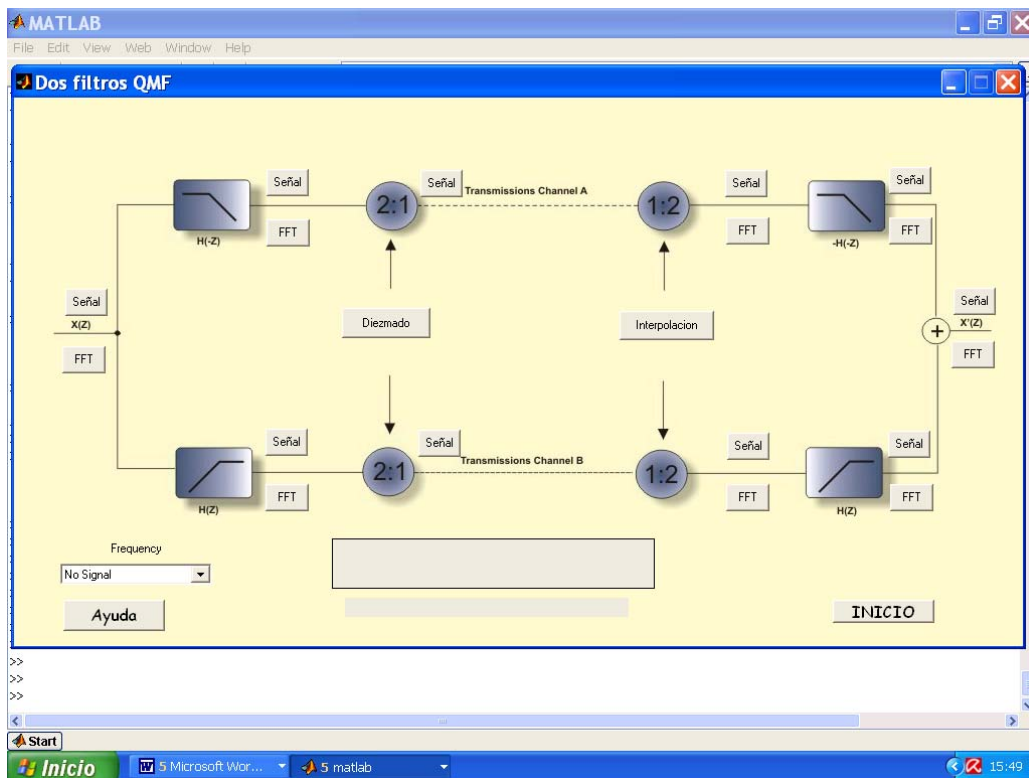 MATLAB
File Edit View Web Window Help
Dos filtros QMF
Señal
Señal
Transmissions Channel A
Señal
Señal
2:1
1:2
FFT
H(-Z)
FFT
FFT
-H(-Z)
Señal
X(Z)
FFT
Diezmado
Interpolacion
Señal
+
X'(Z)
FFT
Señal
Señal
Transmissions Channel B
Señal
Señal
2:1
1:2
FFT
H(Z)
FFT
FFT
H(Z)
Frequency
No Signal
Ayuda
INICIO
>>
>>
>>
Start
Inicio
5 Microsoft Wor...
5 matlab
15:49